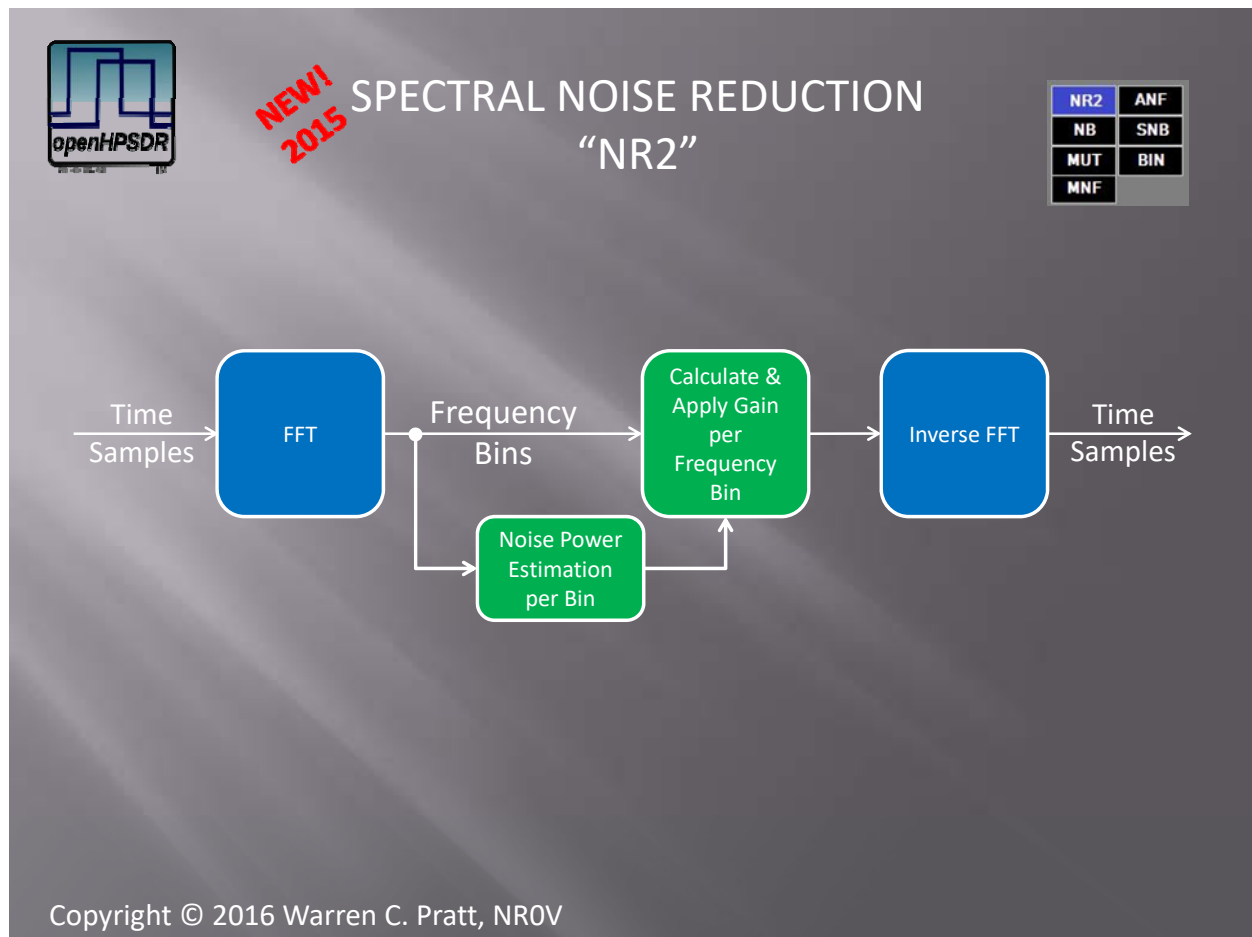 openHPSDR
NEW!
2015
SPECTRAL NOISE REDUCTION
“NR2”
NR2 ANF
NB SNB
MUT BIN
MNF
Time
Samples
FFT
Frequency
Bins
Noise Power
Estimation
per Bin
Calculate &
Apply Gain
per
Frequency
Bin
Inverse FFT
Time
Samples
Copyright © 2016 Warren C. Pratt, NR0V